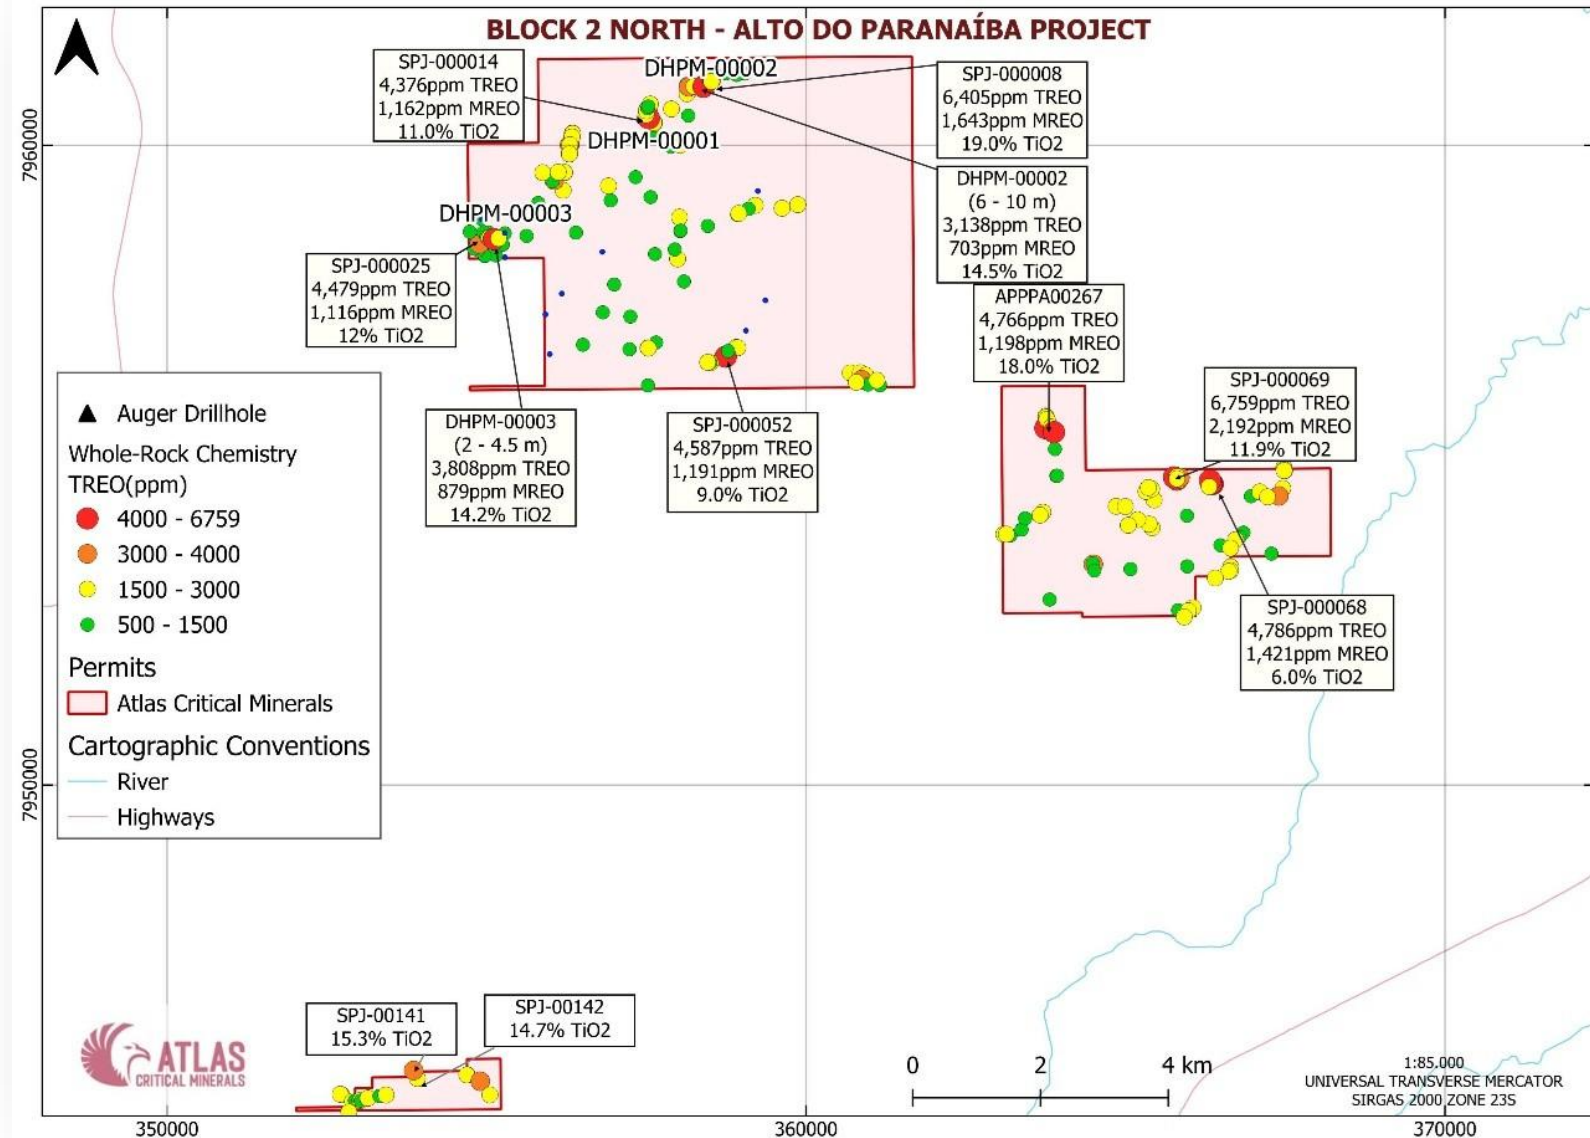 BLOCK 2 NORTH - ALTO DO PARANAÍBA PROJECT
SPJ-000014
4,376ppm TREO
1,162ppm MREO
11.0% TiO2
DHPM-00002
SPJ-000008
6,405ppm TREO
1,643ppm MREO
19.0% TiO2
DHPM-00001
7960000
DHPM-00002
(6 - 10 m)
3,138ppm TREO
703ppm MREO
14.5% TiO2
DHPM-00003
SPJ-000025
4,479ppm TREO
1,116ppm MREO
12% TiO2
APPPA00267
4,766ppm TREO
1,198ppm MREO
18.0% TiO2
SPJ-000069
6,759ppm TREO
2,192ppm MREO
11.9% TiO2
DHPM-00003
(2 - 4.5 m)
3,808ppm TREO
879ppm MREO
14.2% TiO2
SPJ-000052
4,587ppm TREO
1,191ppm MREO
9.0% TiO2
Auger Drillhole
Whole-Rock Chemistry
TREO(ppm)
4000 - 6759
3000 - 4000
1500 - 3000
500 - 1500
Permits
Atlas Critical Minerals
Cartographic Conventions
River
Highways
SPJ-000068
4,786ppm TREO
1,421ppm MREO
6.0% TiO2
7950000
SPJ-00141
15.3% TiO2
SPJ-00142
14.7% TiO2
ATLAS
CRITICAL MINERALS
0 2 4 km
1:85.000
UNIVERSAL TRANSVERSE MERCATOR
SIRGAS 2000 ZONE 23S
350000 360000 370000